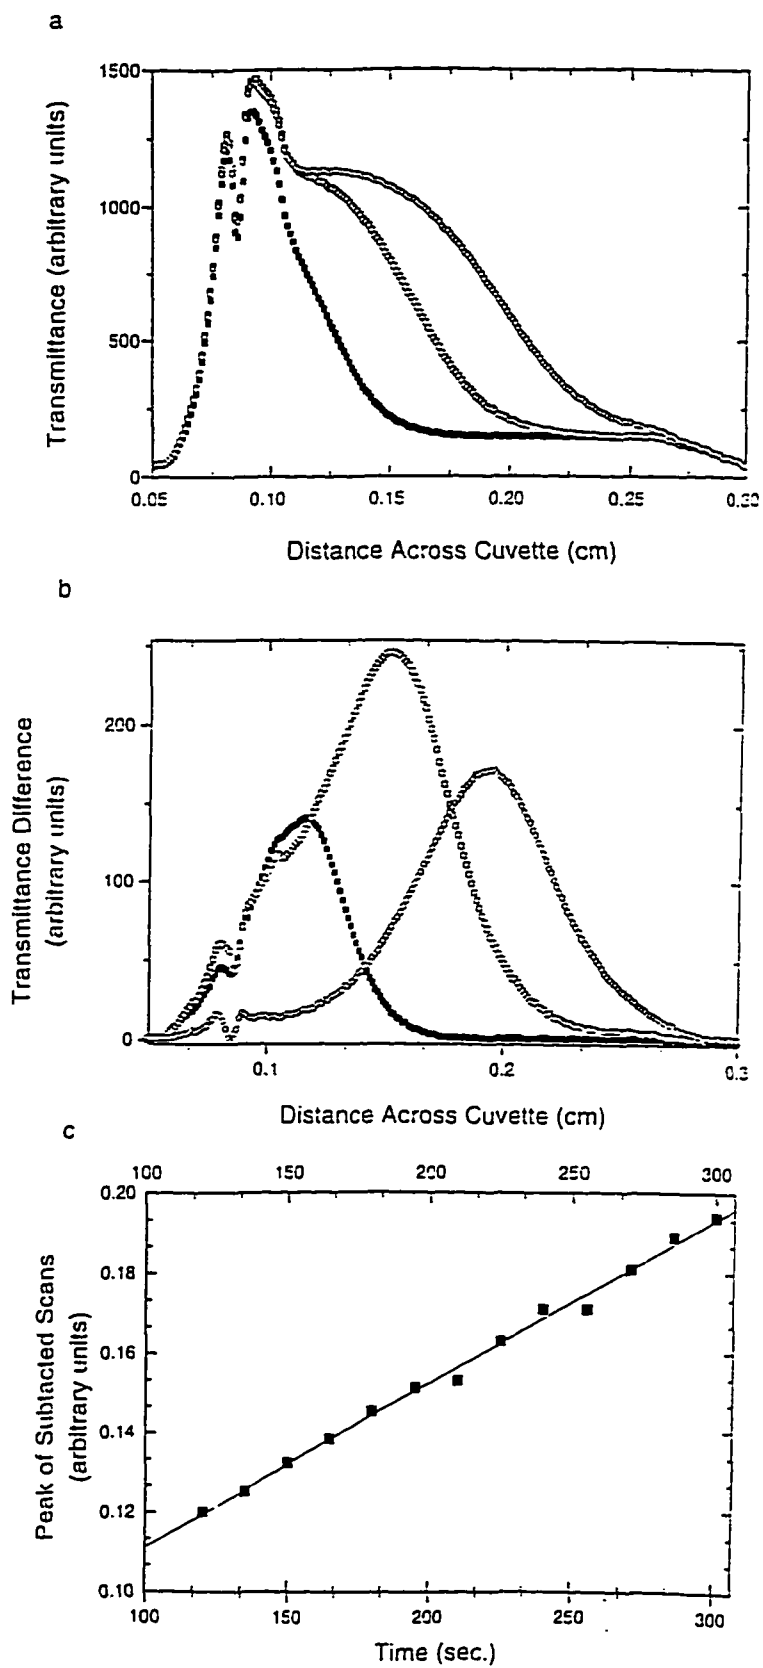 a
1500
1000
500
0
Transmittance (arbitrary units)
0.05 0.10 0.15 0.20 0.25 0.30
Distance Across Cuvette (cm)
b
200
100
0
Transmittance Difference
(arbitrary units)
0.1 0.2 0.3
Distance Across Cuvette (cm)
c
100 150 200 250 300
0.20
0.18
0.16
0.14
0.12
0.10
Peak of Subtacted Scans
(arbitrary units)
100 150 200 250 300
Time (sec.)